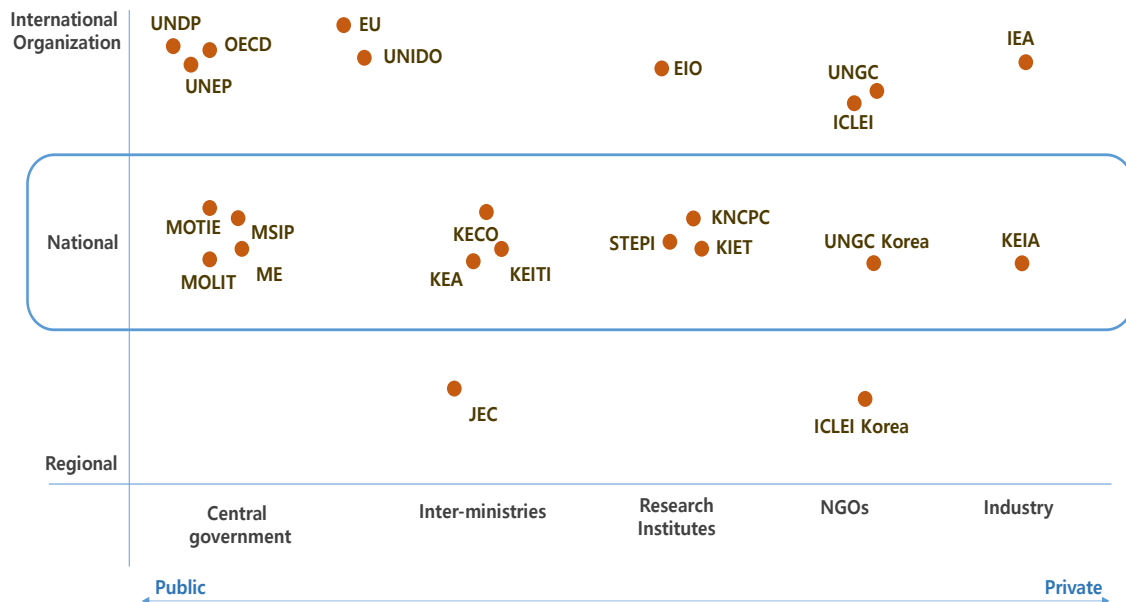 International
Organization
UNDP
OECD
UNEP
EU
UNIDO
EIO
UNGC
ICLEI
IEA
National
MOTIE
MSIP
MOLIT
ME
KECO
KEA
KEITI
KNCPC
STEPI
KIET
UNGC Korea
KEIA
JEC
ICLEI Korea
Regional
Central
government
Inter-ministries
Research
Institutes
NGOs
Industry
Public
Private